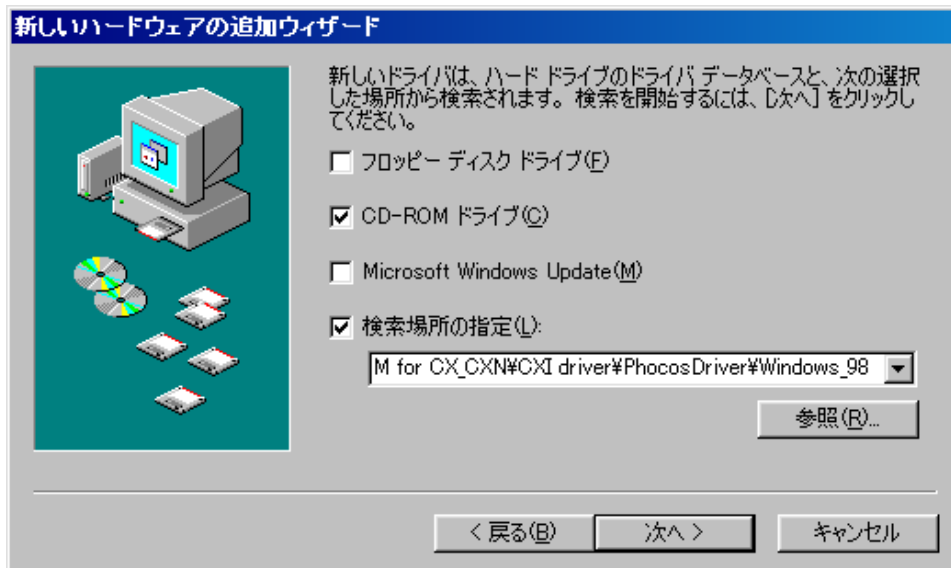 新しいハードウェアの追加ウィザード
新しいドライバは、ハード ドライブのドライバ データベースと、次の選択
した場所から検索されます。検索を開始するには、[次へ] をクリックし
てください。
フロッピー ディスク ドライブ(F)
CD-ROM ドライブ(C)
Microsoft Windows Update(M)
検索場所の指定(L):
M for CX_CXN¥CXI driver¥PhocosDriver¥Windows_98
参照(R)...
< 戻る(B)
次へ >
キャンセル